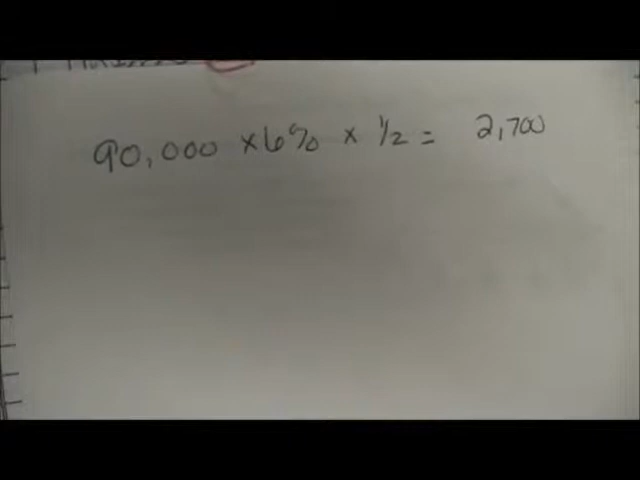 90,000 x 6% x 1/2 = 2,700